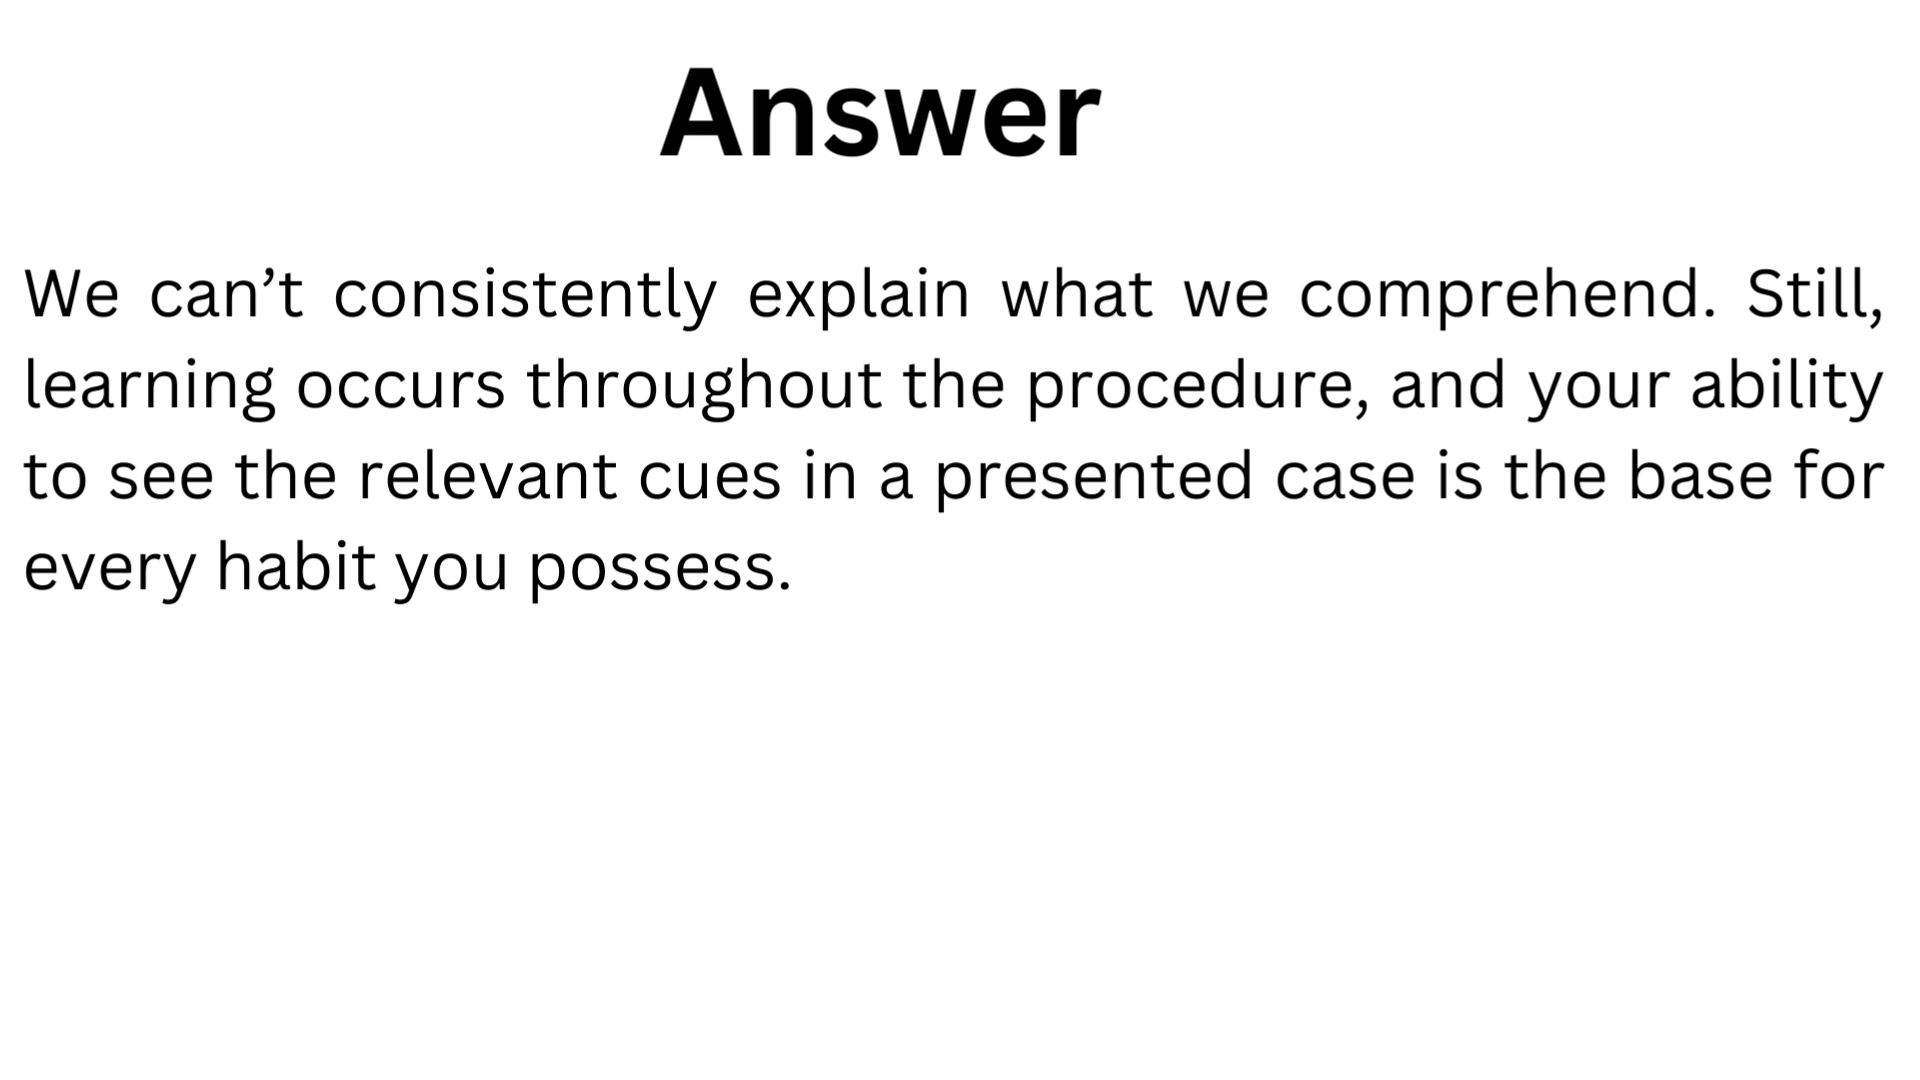 Answer
We can’t consistently explain what we comprehend. Still,
learning occurs throughout the procedure, and your ability
to see the relevant cues in a presented case is the base for
every habit you possess.